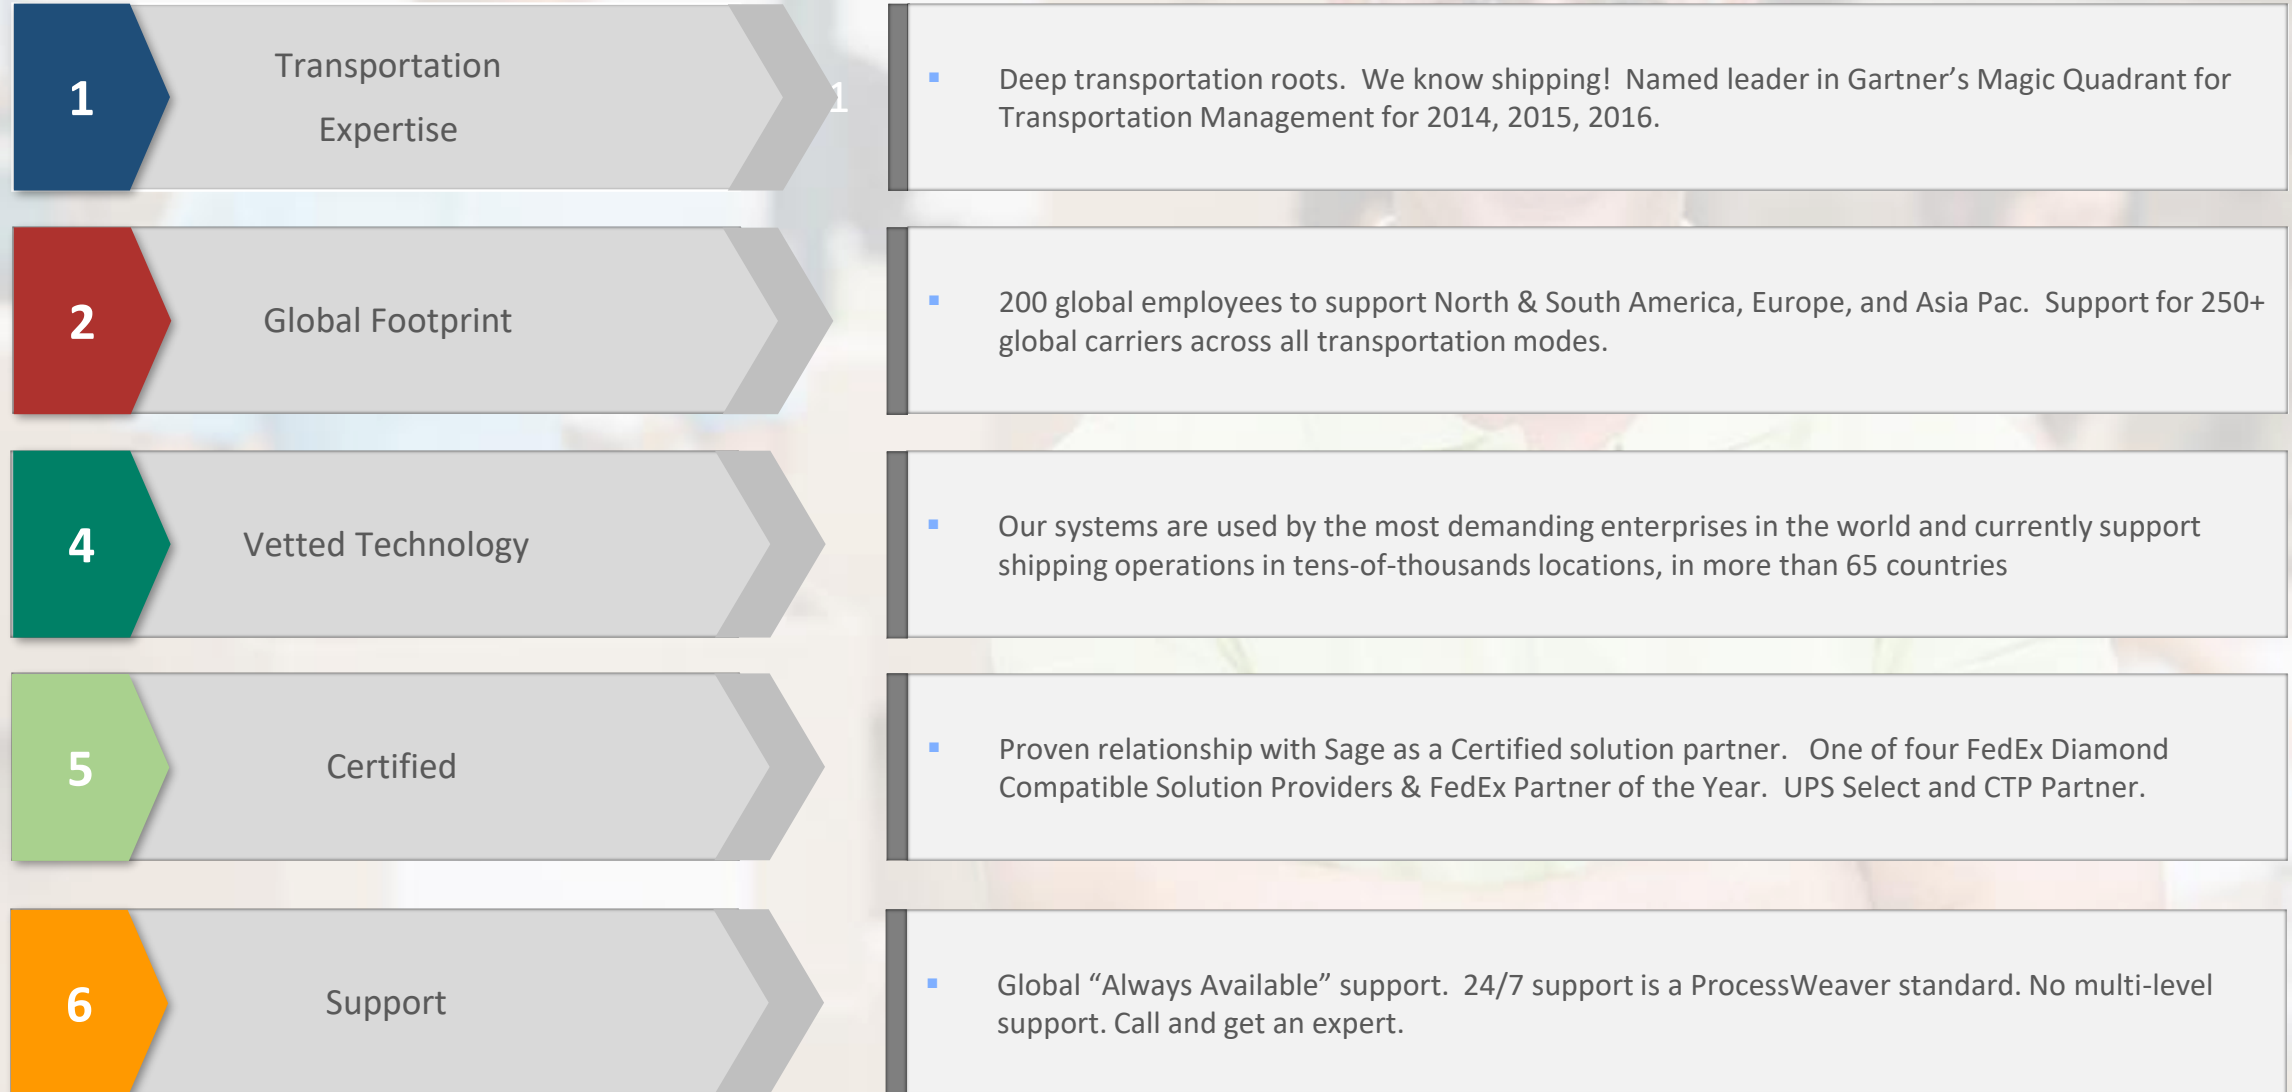 1
Transportation
Expertise
1
▪ Deep transportation roots.  We know shipping!  Named leader in Gartner’s Magic Quadrant for
Transportation Management for 2014, 2015, 2016.
2
Global Footprint
▪ 200 global employees to support North & South America, Europe, and Asia Pac.  Support for 250+
global carriers across all transportation modes.
4
Vetted Technology
▪ Our systems are used by the most demanding enterprises in the world and currently support
shipping operations in tens-of-thousands locations, in more than 65 countries
5
Certified
▪ Proven relationship with Sage as a Certified solution partner.   One of four FedEx Diamond
Compatible Solution Providers & FedEx Partner of the Year.  UPS Select and CTP Partner.
6
Support
▪ Global “Always Available” support.  24/7 support is a ProcessWeaver standard. No multi-level
support. Call and get an expert.